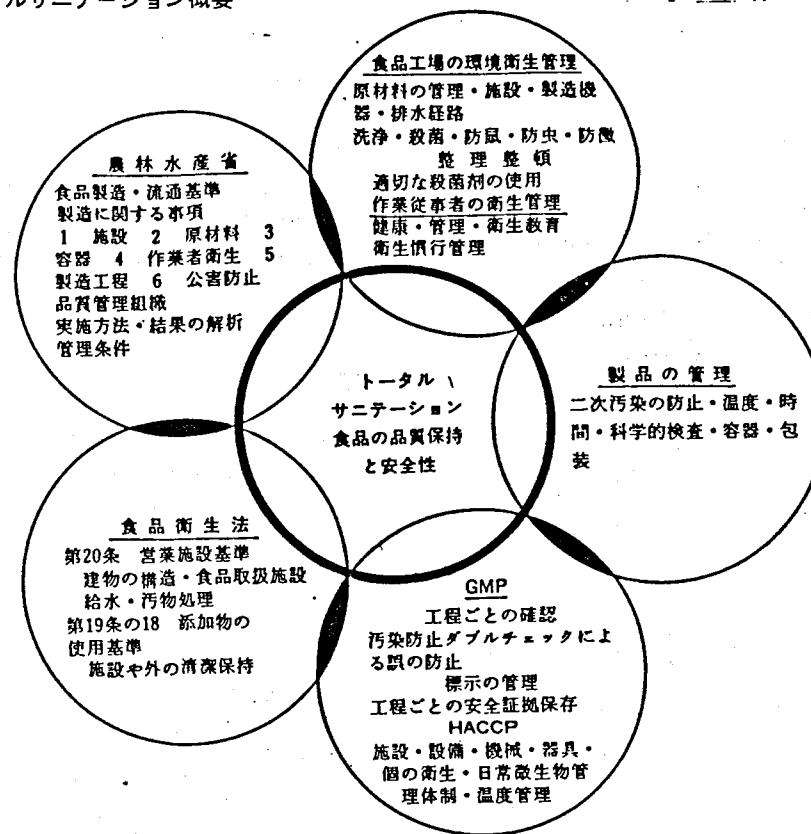 ルサニテーション概要
食品工場の環境衛生管理
原材料の管理・施設・製造機
器・排水経路
洗浄・殺菌・防鼠・防虫・防黴
整理整頓
適切な殺菌剤の使用
作業従事者の衛生管理
健康・管理・衛生教育
衛生慣行管理
農林水産省
食品製造・流通基準
製造に関する事項
1 施設 2 原材料 3
容器 4 作業者衛生 5
製造工程 6 公害防止
品質管理組織
実施方法・結果の解析
管理条件
トータル
サニテーション
食品の品質保持
と安全性
製品の管理
二次汚染の防止・温度・時
間・科学的検査・容器・包
装
食品衛生法
第20条 営業施設基準
建物の構造・食品取扱施設
給水・汚物処理
第19条の18 添加物の
使用基準
施設や外の清潔保持
GMP
工程ごとの確認
汚染防止ダブルチェックによ
る誤の防止
標示の管理
工程ごとの安全証拠保存
HACCP
施設・設備・機械・器具・
個の衛生・日常微生物管
理体制・温度管理